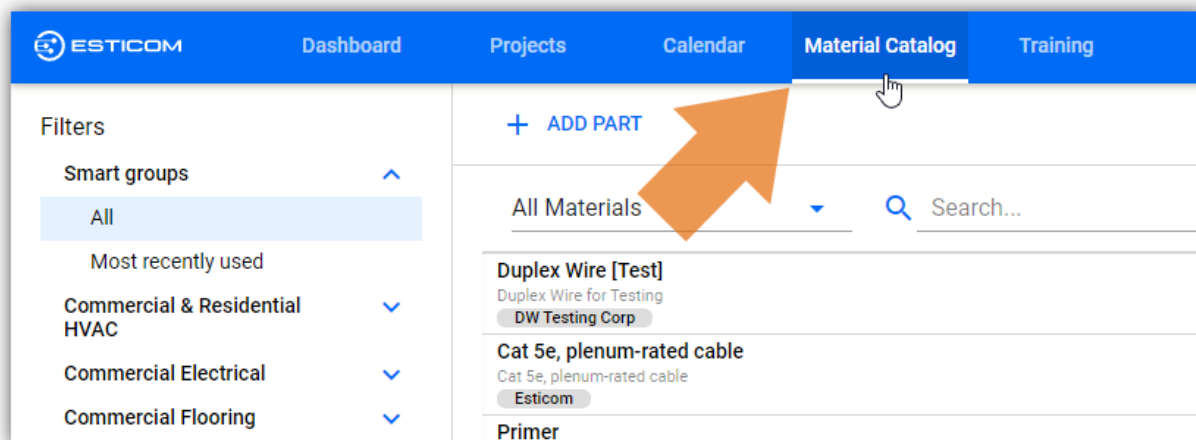 ESTICOM Dashboard Projects Calendar Material Catalog Training
Filters
Smart groups
All
Most recently used
Commercial & Residential
HVAC
Commercial Electrical
Commercial Flooring
+ ADD PART
All Materials Search...
Duplex Wire [Test]
Duplex Wire for Testing
DW Testing Corp
Cat 5e, plenum-rated cable
Cat 5e, plenum-rated cable
Esticom
Primer